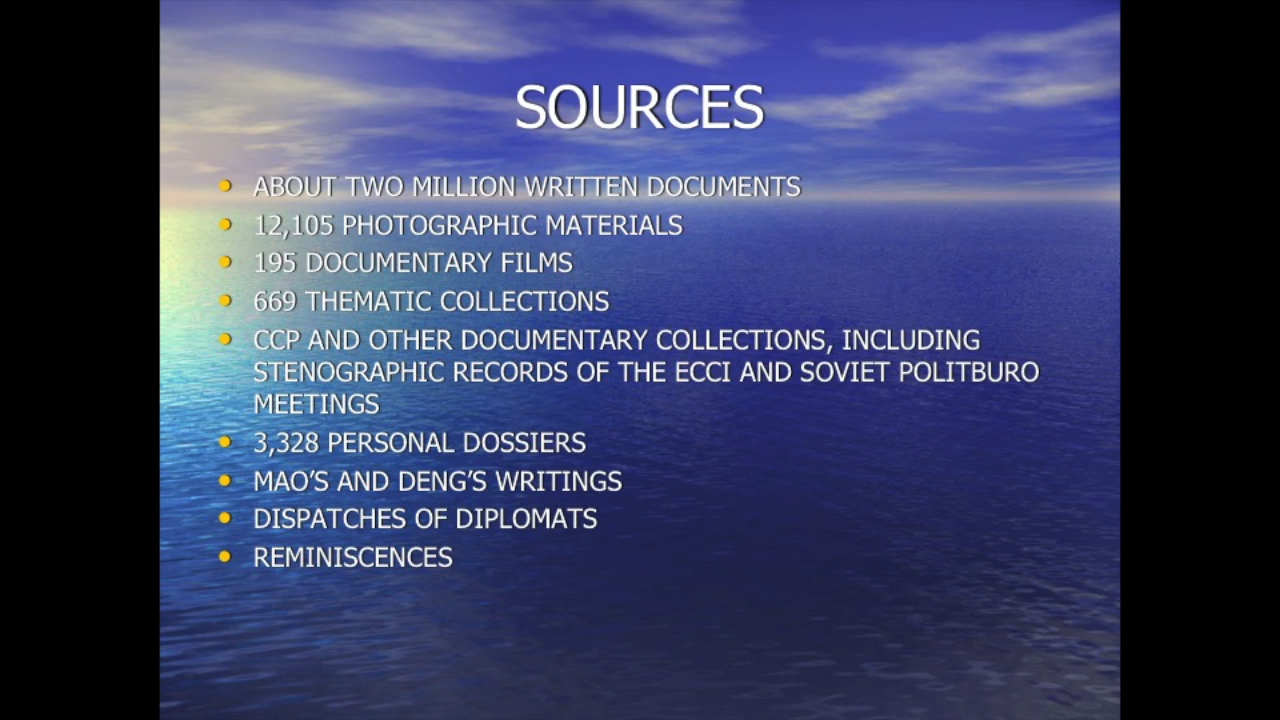 SOURCES
• ABOUT TWO MILLION WRITTEN DOCUMENTS
• 12,105 PHOTOGRAPHIC MATERIALS
• 195 DOCUMENTARY FILMS
• 669 THEMATIC COLLECTIONS
• CCP AND OTHER DOCUMENTARY COLLECTIONS, INCLUDING
STENOGRAPHIC RECORDS OF THE ECCI AND SOVIET POLITBURO
MEETINGS
• 3,328 PERSONAL DOSSIERS
• MAO’S AND DENG’S WRITINGS
• DISPATCHES OF DIPLOMATS
• REMINISCENCES